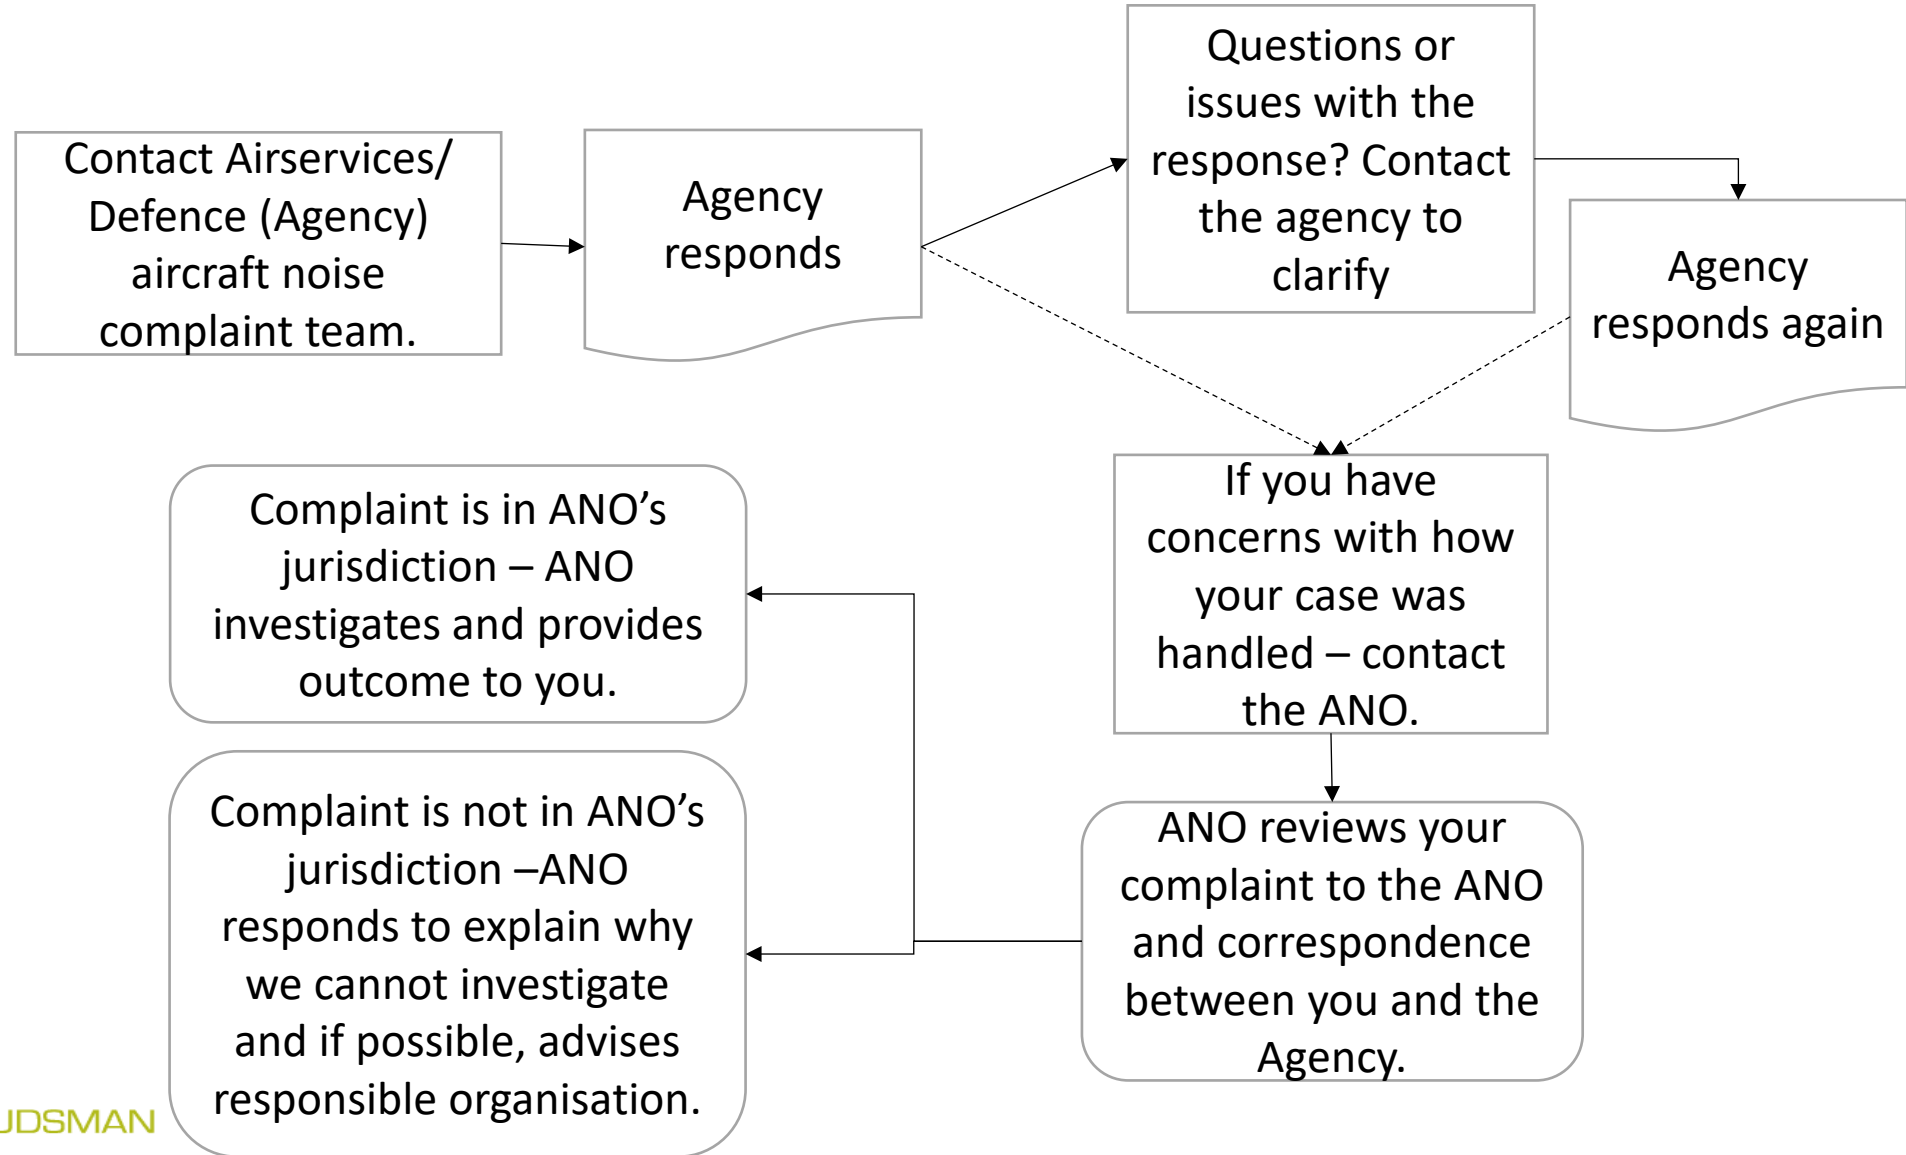 Contact Airservices/
Defence (Agency)
aircraft noise
complaint team.
Agency
responds
Questions or
issues with the
response? Contact
the agency to
clarify
Agency
responds again
If you have
concerns with how
your case was
handled – contact
the ANO.
ANO reviews your
complaint to the ANO
and correspondence
between you and the
Agency.
Complaint is in ANO’s
jurisdiction – ANO
investigates and provides
outcome to you.
Complaint is not in ANO’s
jurisdiction –ANO
responds to explain why
we cannot investigate
and if possible, advises
responsible organisation.